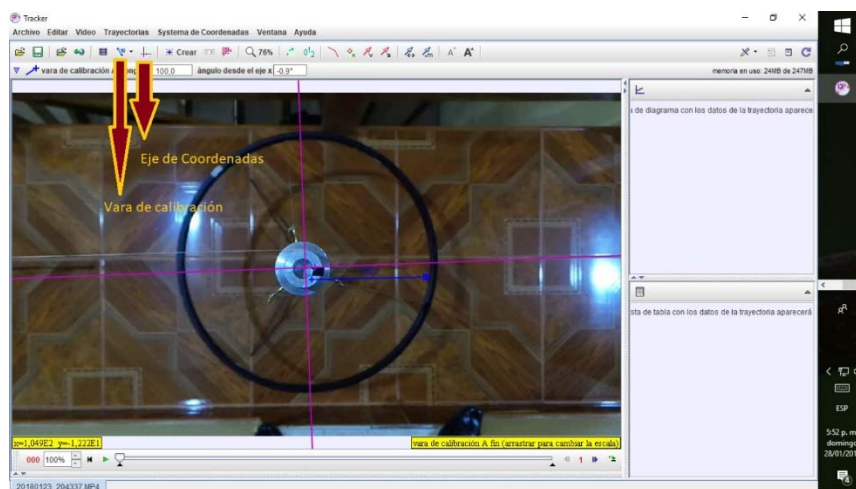 Tracker
Archivo Editar Video Trayectorias Systema de Coordenadas Ventana Ayuda
Crear 76%
vara de calibración A 100,0 ángulo desde el eje x -0,9°
memoria en uso: 24MB de 247MB
de diagrama con los datos de la trayectoria aparece
Eje de Coordenadas
Vara de calibración
sta de tabla con los datos de la trayectoria aparecerá
x=1,049E2 y=-1,222E1
vara de calibración A fin (arrastrar para cambiar la escala)
000 100% 1
20180123_204337.MP4
ESP
5:52 p. m.
domingo
28/01/201
4